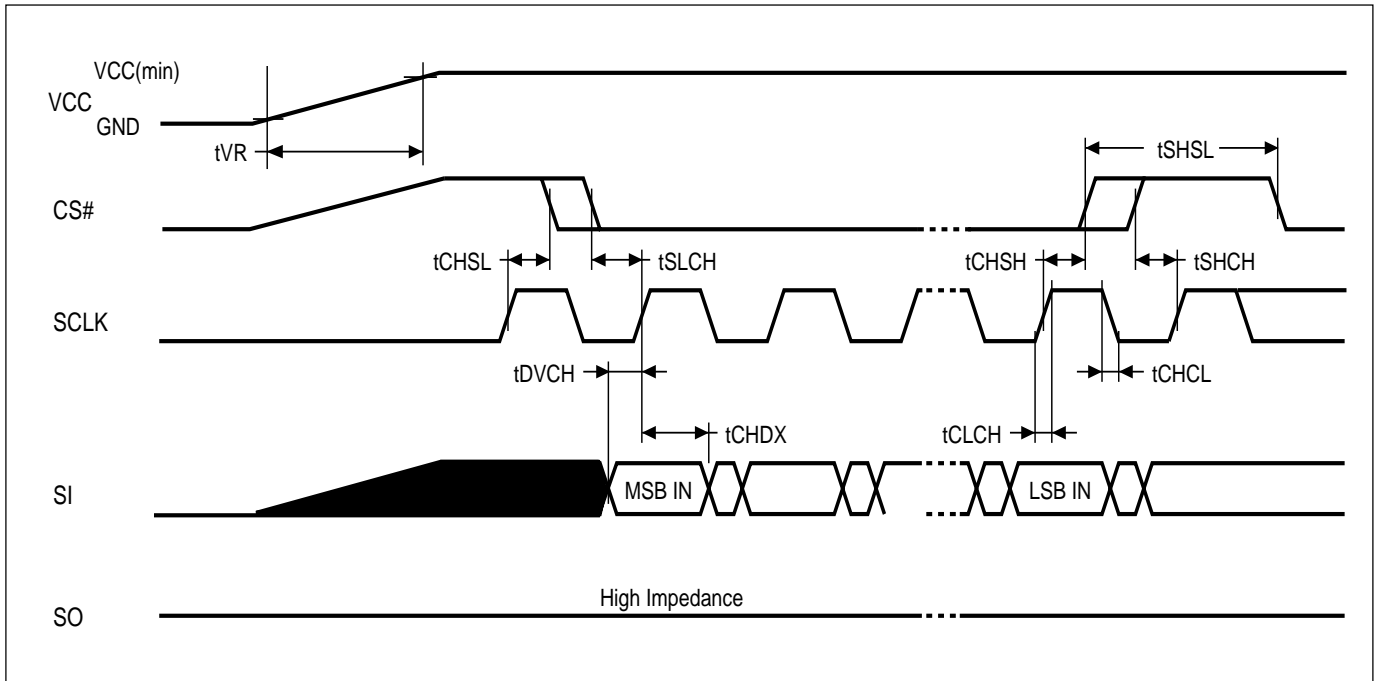 VCC(min)
VCC
GND
tVR
tSHSL
CS#
tCHSL
tSLCH
tCHSH
tSHCH
SCLK
tDVCH
tCHCL
tCHDX
tCLCH
SI
MSB IN
LSB IN
High Impedance
SO